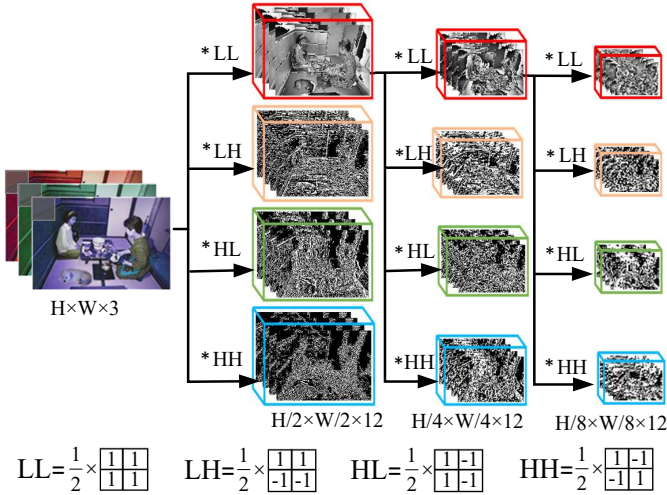 *LL
*LL
*LL
*LH
*LH
*LH
*HL
*HL
*HL
H×W×3
*HH
*HH
*HH
H/2×W/2×12
H/4×W/4×12
H/8×W/8×12
LL=1/2×
1 1
1 1
LH=1/2×
1 1
-1 -1
HL=1/2×
1 -1
1 -1
HH=1/2×
1 -1
-1 1